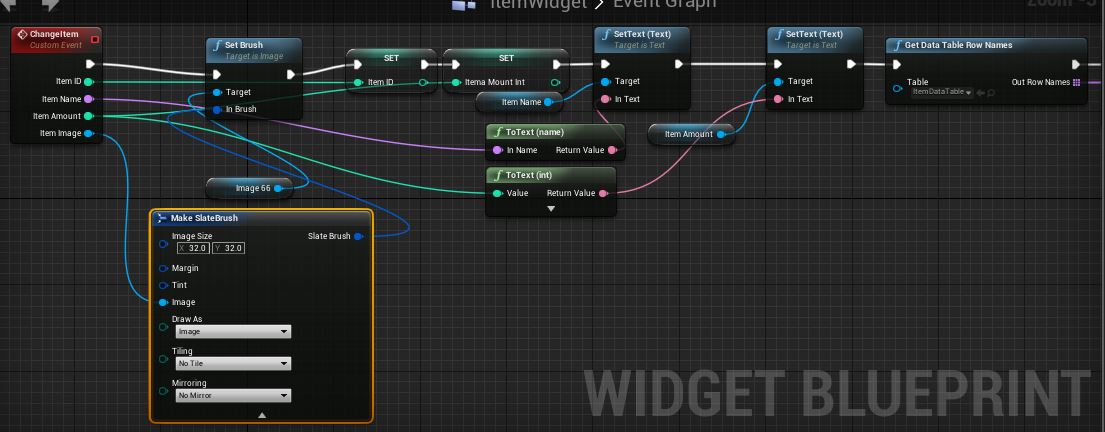 ItemWidget > Event Graph
ChangeItem
Custom Event
Item ID
Item Name
Item Amount
Item Image
Set Brush
Target is Image
Target
In Brush
SET
Item ID
SET
Itema Mount Int
SetText (Text)
Target is Text
Target
In Text
SetText (Text)
Target is Text
Target
In Text
Get Data Table Row Names
Table
ItemDataTable
Out Row Names
Item Name
ToText (name)
In Name
Return Value
Item Amount
ToText (int)
Value
Return Value
Image 66
Make SlateBrush
Image Size
X 32.0 Y 32.0
Slate Brush
Margin
Tint
Image
Draw As
Image
Tiling
No Tile
Mirroring
No Mirror
WIDGET BLUEPRINT